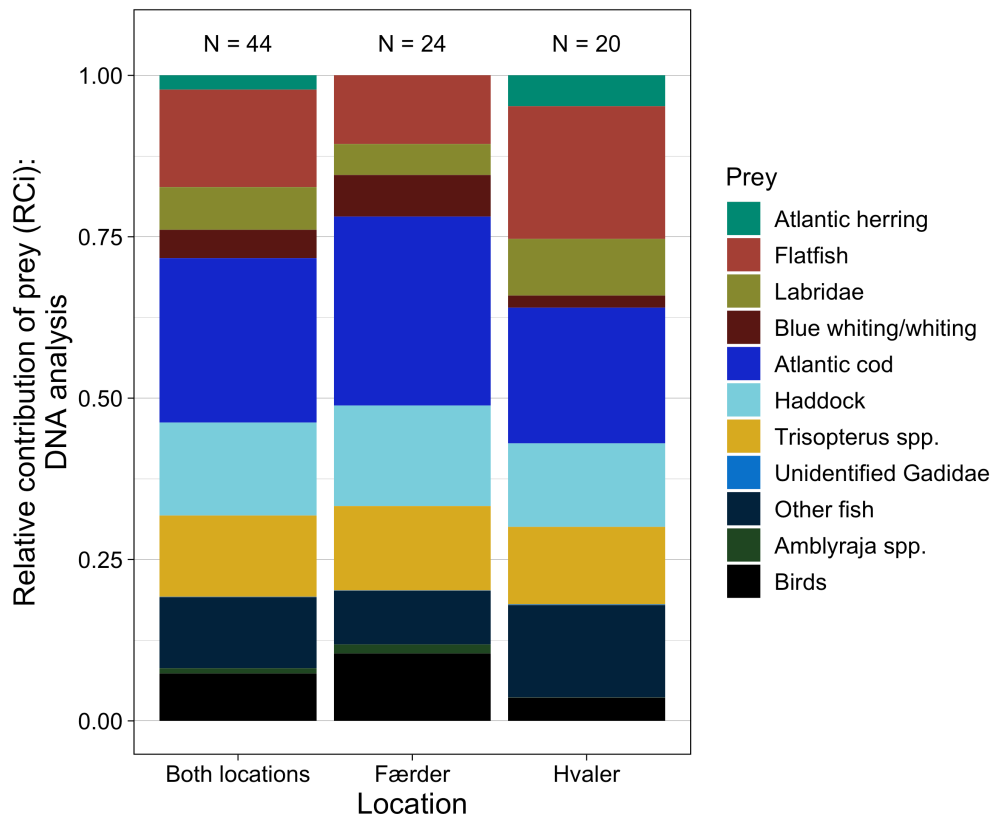 N = 44
N = 24
N = 20
Relative contribution of prey (RCi):
DNA analysis
1.00
0.75
0.50
0.25
0.00
Both locations
Færder
Hvaler
Location
Prey
Atlantic herring
Flatfish
Labridae
Blue whiting/whiting
Atlantic cod
Haddock
Trisopterus spp.
Unidentified Gadidae
Other fish
Amblyraja spp.
Birds